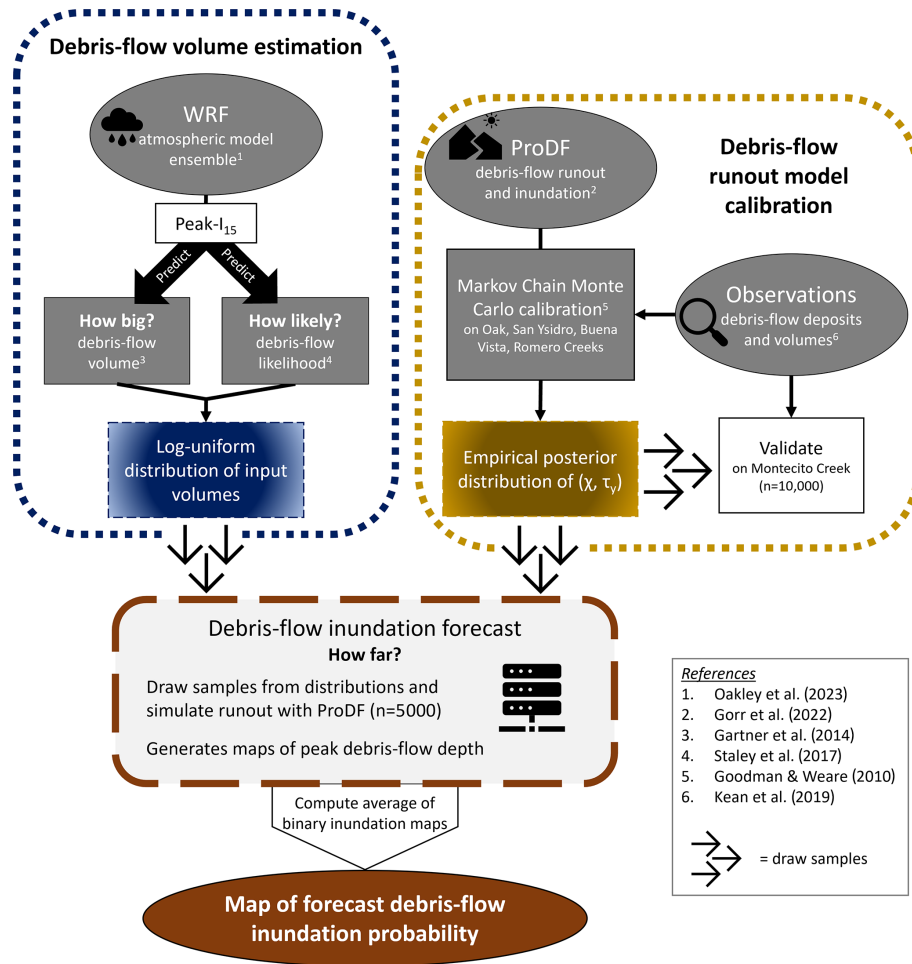 Debris-flow volume estimation
WRF
atmospheric model
ensemble¹
Peak-I₁₅
Predict
Predict
How big?
debris-flow
volume³
How likely?
debris-flow
likelihood⁴
Log-uniform
distribution of input
volumes
Debris-flow
runout model
calibration
ProDF
debris-flow runout
and inundation²
Markov Chain Monte
Carlo calibration⁵
on Oak, San Ysidro, Buena
Vista, Romero Creeks
Observations
debris-flow deposits
and volumes⁶
Empirical posterior
distribution of (χ, τᵧ)
Validate
on Montecito Creek
(n=10,000)
Debris-flow inundation forecast
How far?
Draw samples from distributions and
simulate runout with ProDF (n=5000)
Generates maps of peak debris-flow depth
Compute average of
binary inundation maps
Map of forecast debris-flow
inundation probability
References
1. Oakley et al. (2023)
2. Gorr et al. (2022)
3. Gartner et al. (2014)
4. Staley et al. (2017)
5. Goodman & Weare (2010)
6. Kean et al. (2019)
= draw samples